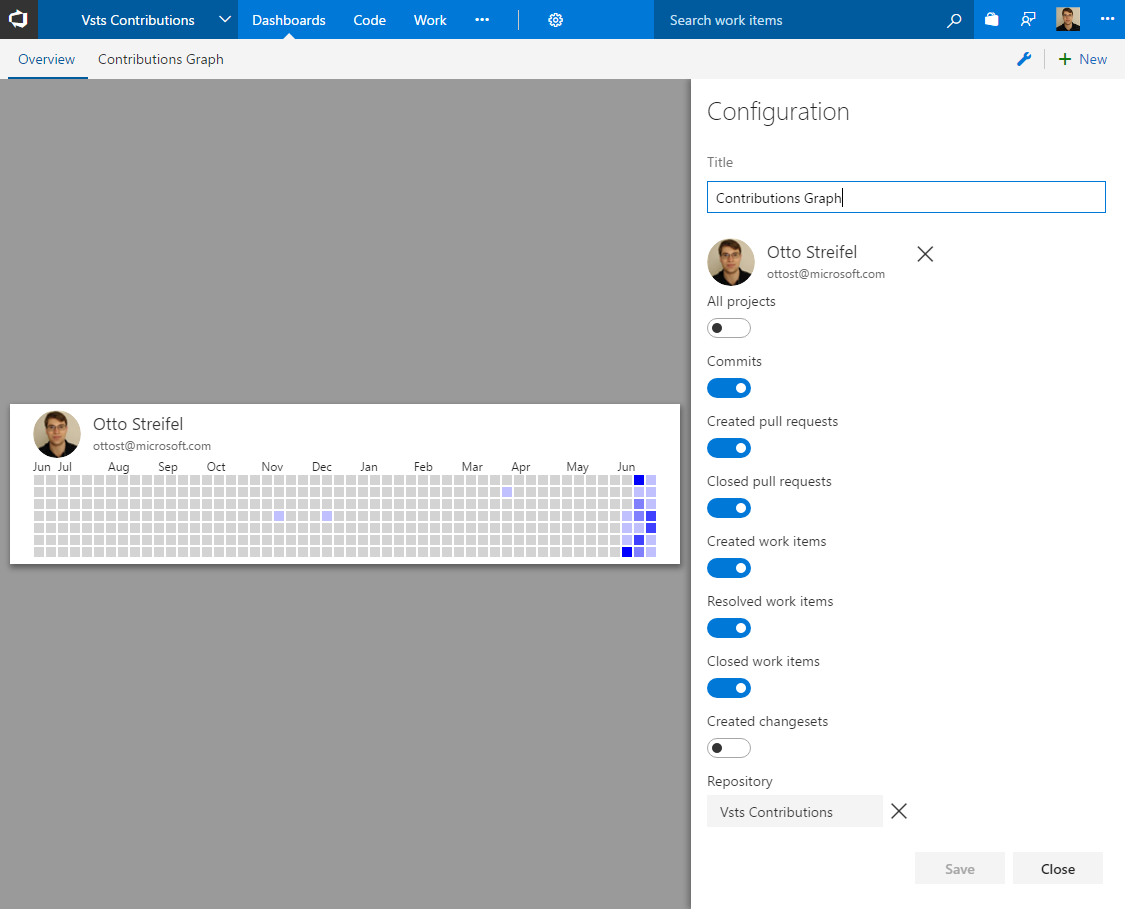 Vsts Contributions Dashboards Code Work Search work items
Overview Contributions Graph New
Configuration
Title
Contributions Graph
Otto Streifel
ottost@microsoft.com
All projects
Commits
Created pull requests
Closed pull requests
Created work items
Resolved work items
Closed work items
Created changesets
Repository
Vsts Contributions
Save Close
Otto Streifel
ottost@microsoft.com
Jun Jul Aug Sep Oct Nov Dec Jan Feb Mar Apr May Jun